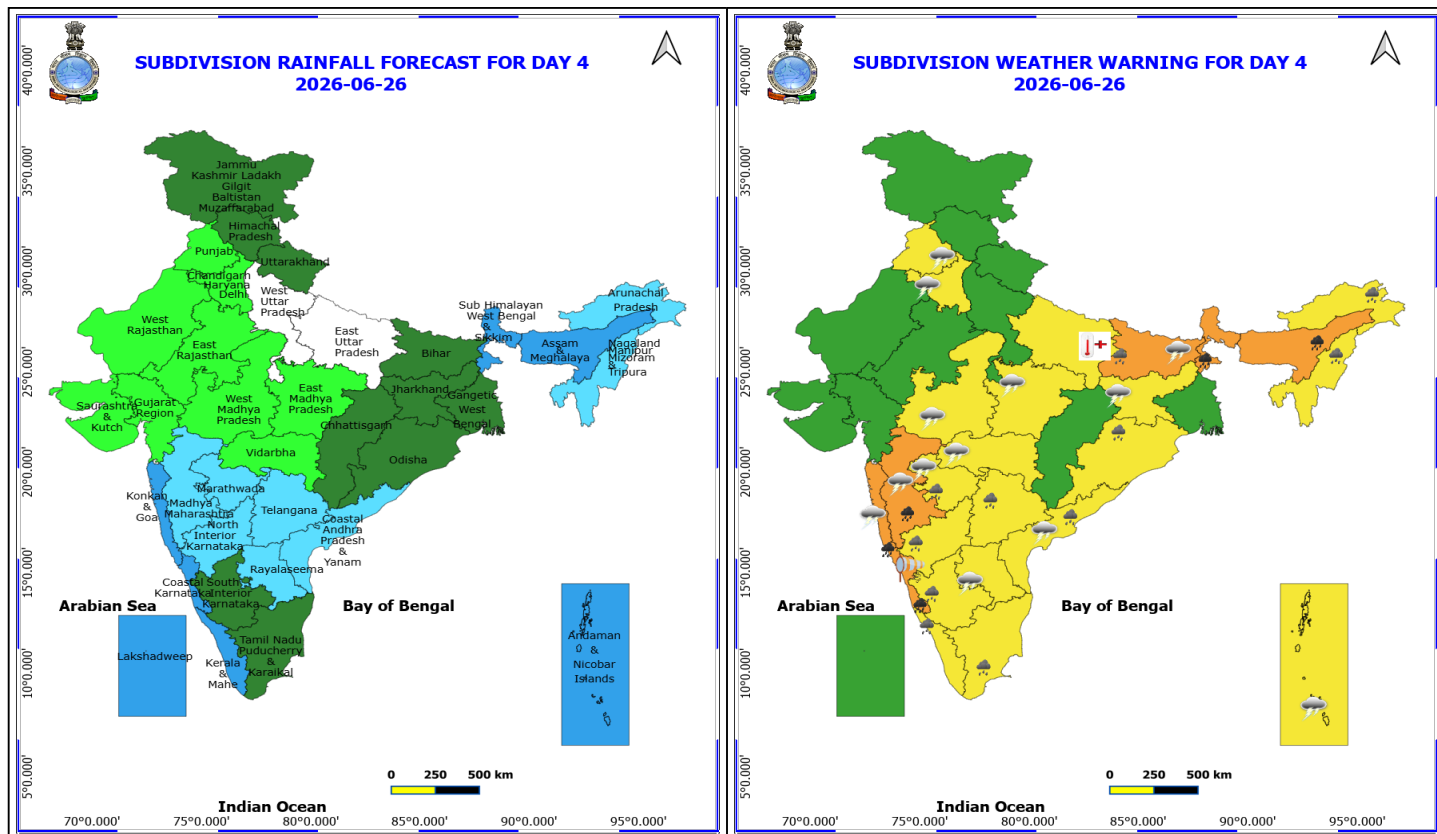 SUBDIVISION RAINFALL FORECAST FOR DAY 4
2026-06-26
40°0.000'
35°0.000'
30°0.000'
25°0.000'
20°0.000'
15°0.000'
10°0.000'
5°0.000'
Jammu
Kashmir Ladakh
Gilgit
Baltistan
Muzaffarabad
Himachal
Pradesh
Uttarakhand
Punjab
Chandigarh
Haryana
Delhi
West
Uttar
Pradesh
East
Uttar
Pradesh
West
Rajasthan
East
Rajasthan
Sub Himalayan
West Bengal
&
Sikkim
Arunachal
Pradesh
Assam
&
Meghalaya
Nagaland
Manipur
Mizoram
&
Tripura
Bihar
Jharkhand
Gangetic
West
Bengal
Saurashtra
&
Kutch
Gujarat
Region
West
Madhya
Pradesh
East
Madhya
Pradesh
Chhattisgarh
Vidarbha
Odisha
Konkan
&
Goa
Madhya
Maharashtra
Marathwada
Telangana
North
Interior
Karnataka
Coastal
Andhra
Pradesh
&
Yanam
Rayalaseema
Coastal
Karnataka
South
Interior
Karnataka
Tamil Nadu
Puducherry
&
Karaikal
Kerala
&
Mahe
Lakshadweep
Andaman
&
Nicobar
Islands
Arabian Sea
Bay of Bengal
Indian Ocean
0 250 500 km
70°0.000' 75°0.000' 80°0.000' 85°0.000' 90°0.000' 95°0.000'
SUBDIVISION WEATHER WARNING FOR DAY 4
2026-06-26
40°0.000'
35°0.000'
30°0.000'
25°0.000'
20°0.000'
15°0.000'
10°0.000'
5°0.000'
Arabian Sea
Bay of Bengal
Indian Ocean
0 250 500 km
70°0.000' 75°0.000' 80°0.000' 85°0.000' 90°0.000' 95°0.000'